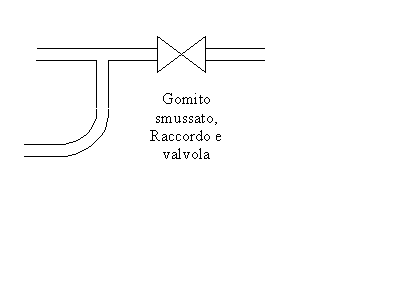 Gomito
smussato,
Raccordo e
valvola